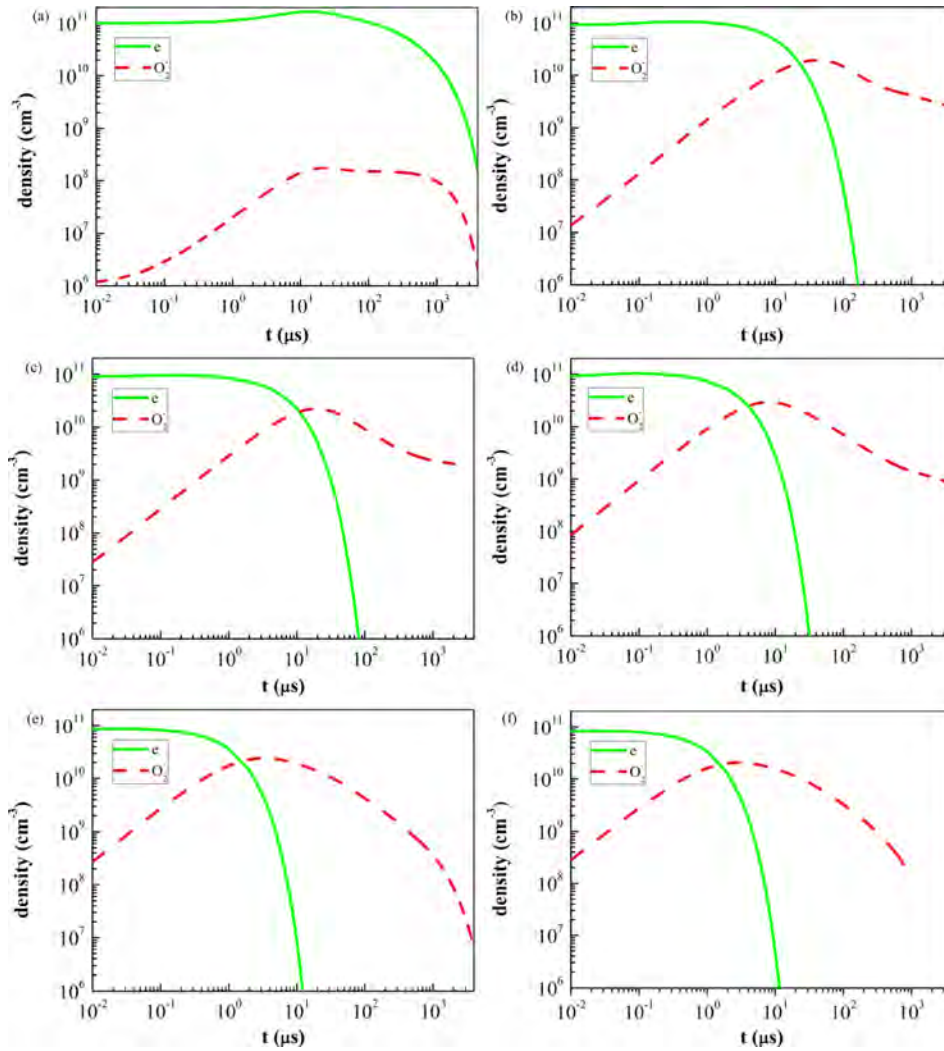 (a)
10¹¹
10¹⁰
10⁹
10⁸
10⁷
10⁶
density (cm⁻³)
e
O₂⁻
10⁻² 10⁻¹ 10⁰ 10¹ 10² 10³
t (μs)
(b)
10¹¹
10¹⁰
10⁹
10⁸
10⁷
10⁶
density (cm⁻³)
e
O₂⁻
10⁻² 10⁻¹ 10⁰ 10¹ 10² 10³
t (μs)
(c)
10¹¹
10¹⁰
10⁹
10⁸
10⁷
10⁶
density (cm⁻³)
e
O₂⁻
10⁻² 10⁻¹ 10⁰ 10¹ 10² 10³
t (μs)
(d)
10¹¹
10¹⁰
10⁹
10⁸
10⁷
10⁶
density (cm⁻³)
e
O₂⁻
10⁻² 10⁻¹ 10⁰ 10¹ 10² 10³
t (μs)
(e)
10¹¹
10¹⁰
10⁹
10⁸
10⁷
10⁶
density (cm⁻³)
e
O₂⁻
10⁻² 10⁻¹ 10⁰ 10¹ 10² 10³
t (μs)
(f)
10¹¹
10¹⁰
10⁹
10⁸
10⁷
10⁶
density (cm⁻³)
e
O₂⁻
10⁻² 10⁻¹ 10⁰ 10¹ 10² 10³
t (μs)